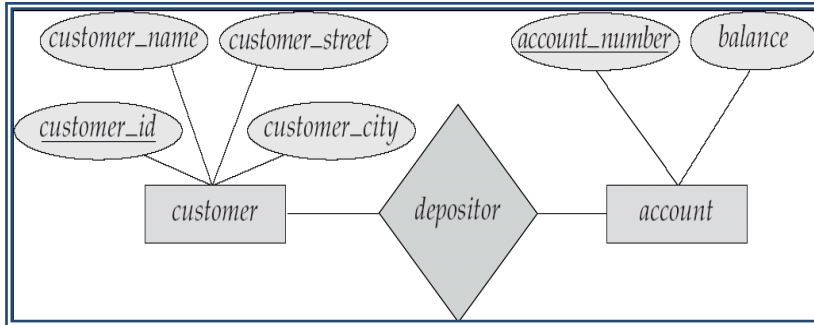 customer_name
customer_street
account_number
balance
customer_id
customer_city
customer
depositor
account